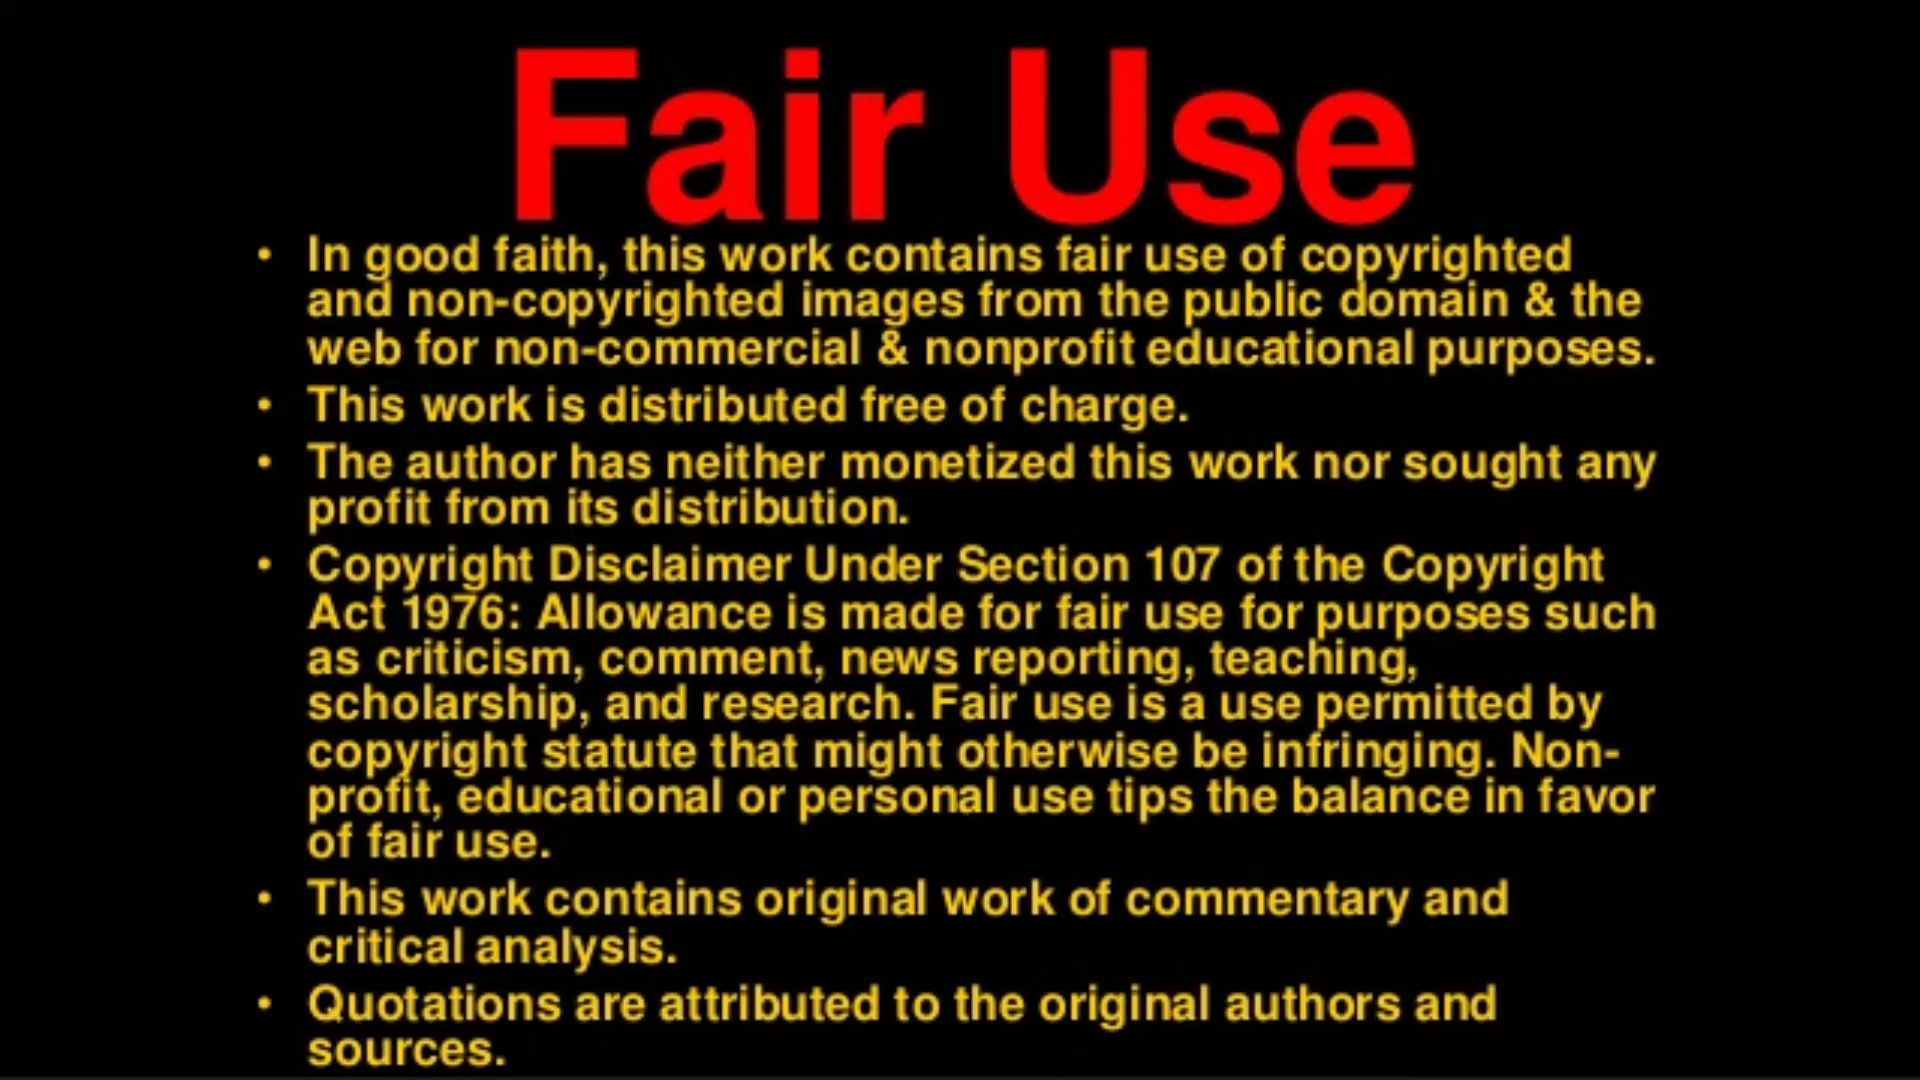 Fair Use
• In good faith, this work contains fair use of copyrighted
and non-copyrighted images from the public domain & the
web for non-commercial & nonprofit educational purposes.
• This work is distributed free of charge.
• The author has neither monetized this work nor sought any
profit from its distribution.
• Copyright Disclaimer Under Section 107 of the Copyright
Act 1976: Allowance is made for fair use for purposes such
as criticism, comment, news reporting, teaching,
scholarship, and research. Fair use is a use permitted by
copyright statute that might otherwise be infringing. Non-
profit, educational or personal use tips the balance in favor
of fair use.
• This work contains original work of commentary and
critical analysis.
• Quotations are attributed to the original authors and
sources.